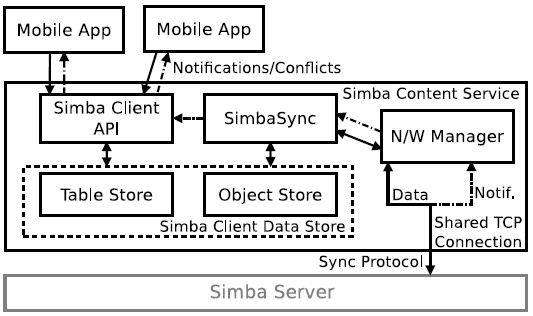 Mobile App
Mobile App
Notifications/Conflicts
Simba Content Service
Simba Client
API
SimbaSync
N/W Manager
Table Store
Object Store
Simba Client Data Store
Data
Notif.
Shared TCP
Connection
Sync Protocol
Simba Server